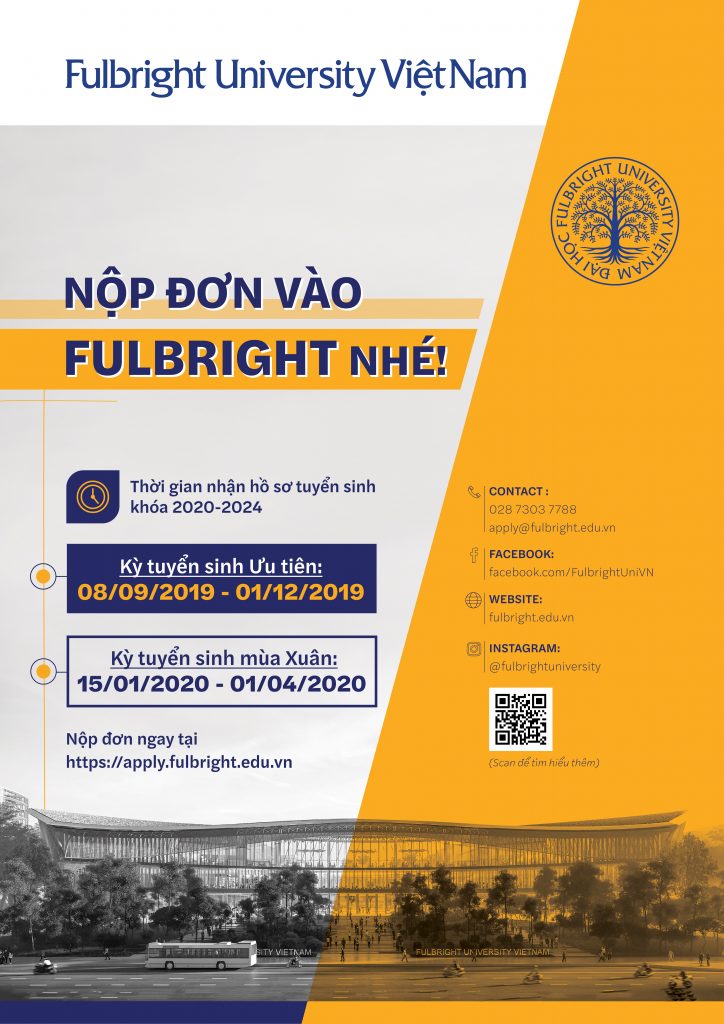 Fulbright University Việt Nam
ĐẠI HỌC FULBRIGHT UNIVERSITY VIỆT NAM
NỘP ĐƠN VÀO
FULBRIGHT NHÉ!
Thời gian nhận hồ sơ tuyển sinh
khóa 2020-2024
Kỳ tuyển sinh Ưu tiên:
08/09/2019 - 01/12/2019
Kỳ tuyển sinh mùa Xuân:
15/01/2020 - 01/04/2020
Nộp đơn ngay tại
https://apply.fulbright.edu.vn
CONTACT :
028 7303 7788
apply@fulbright.edu.vn
FACEBOOK:
facebook.com/FulbrightUniVN
WEBSITE:
fulbright.edu.vn
INSTAGRAM:
@fulbrightuniversity
(Scan để tìm hiểu thêm)
SITY VIETNAM
FULBRIGHT UNIVERSITY VIETNAM